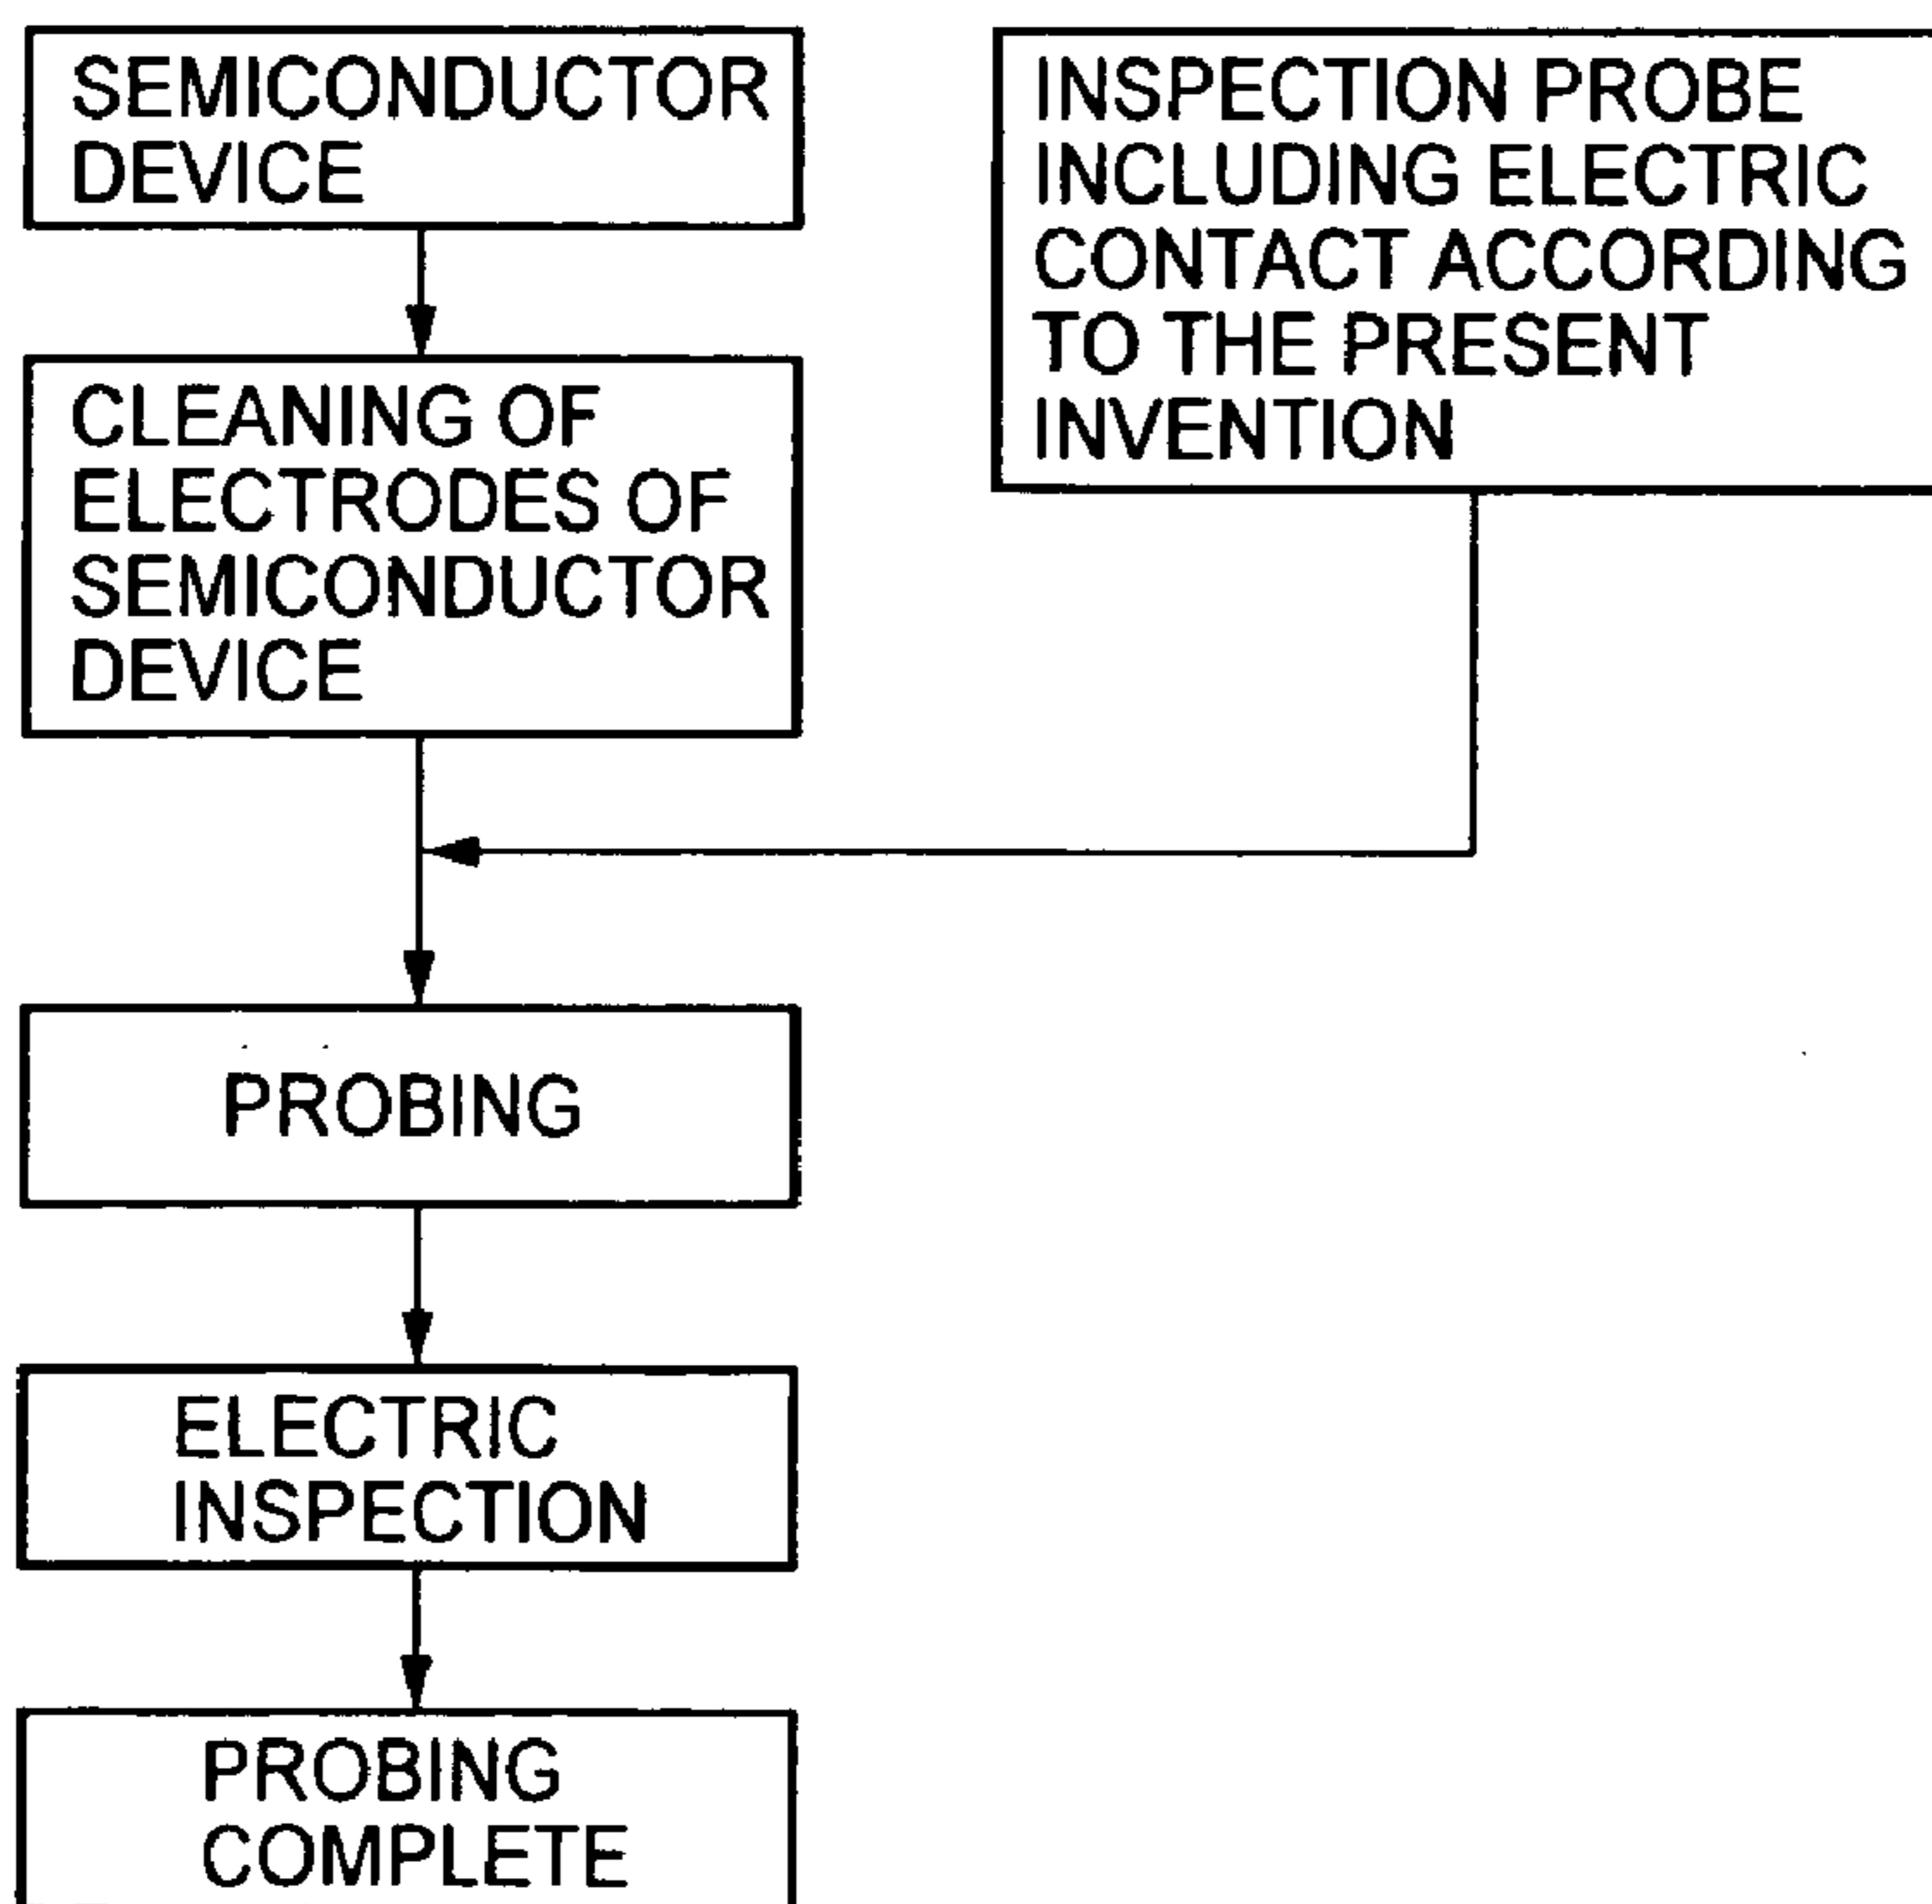 SEMICONDUCTOR
DEVICE
INSPECTION PROBE
INCLUDING ELECTRIC
CONTACT ACCORDING
TO THE PRESENT
INVENTION
CLEANING OF
ELECTRODES OF
SEMICONDUCTOR
DEVICE
PROBING
ELECTRIC
INSPECTION
PROBING
COMPLETE